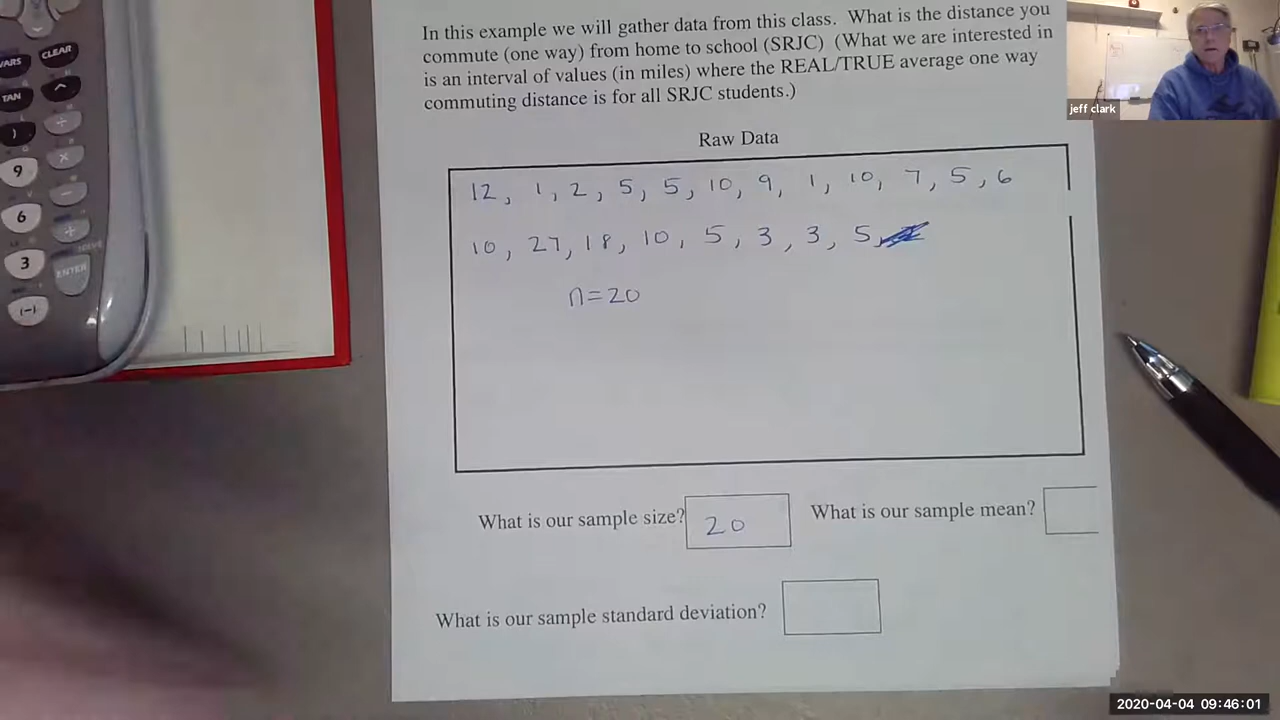 In this example we will gather data from this class. What is the distance you
commute (one way) from home to school (SRJC) (What we are interested in
is an interval of values (in miles) where the REAL/TRUE average one way
commuting distance is for all SRJC students.)
jeff clark
Raw Data
12, 1, 2, 5, 5, 10, 9, 1, 10, 7, 5, 6
10, 27, 18, 10, 5, 3, 3, 5,
n=20
What is our sample size? 20 What is our sample mean?
What is our sample standard deviation?
VARS CLEAR
TAN ^
) ÷
9 ×
6 −
3 +
ENTER
(−)
2020-04-04 09:46:01